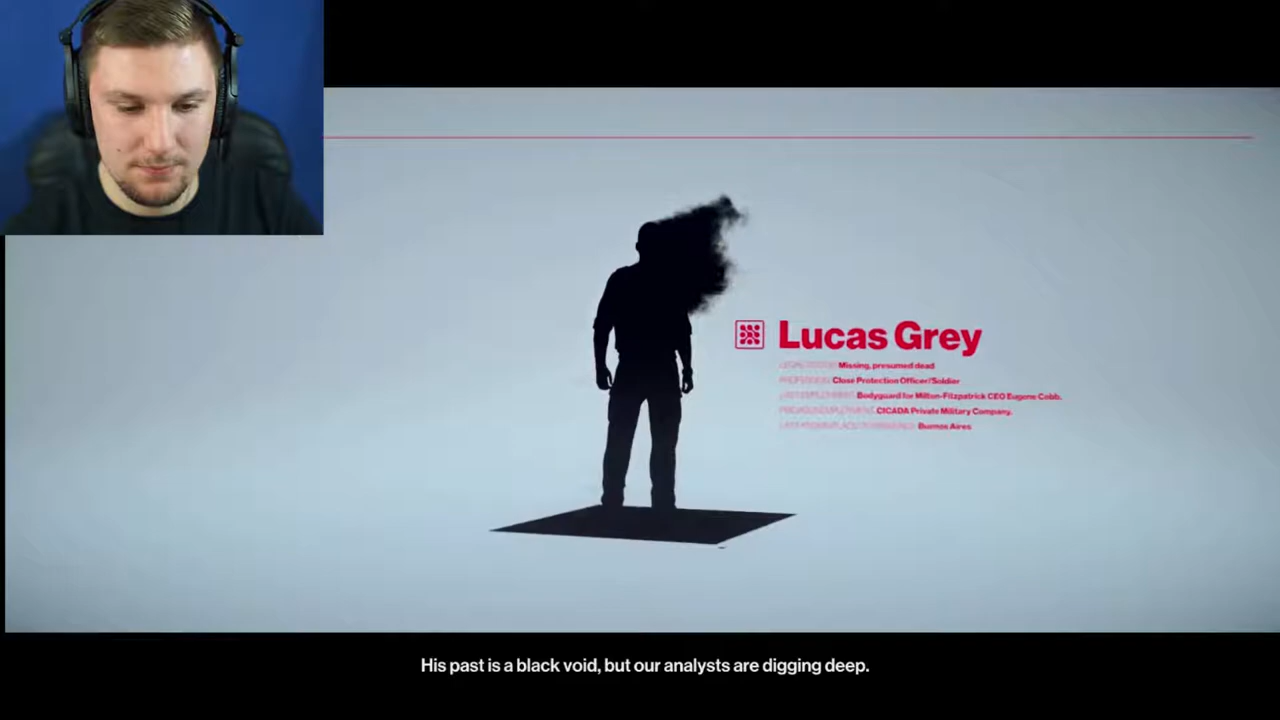 Lucas Grey
Missing, presumed dead
Close Protection Officer/Soldier
Bodyguard for Milton-Fitzpatrick CEO Eugene Cobb.
CICADA Private Military Company.
Buenos Aires
His past is a black void, but our analysts are digging deep.